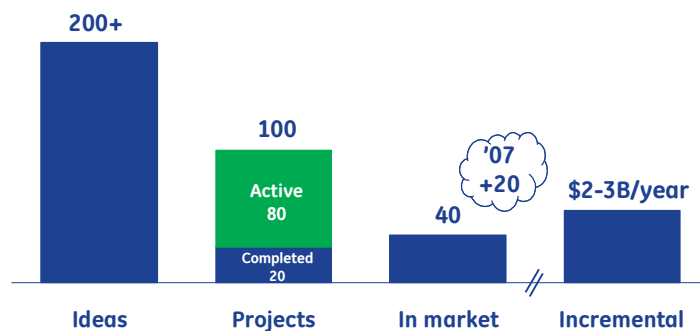 200+
100
Active
80
Completed
20
'07
+20
40
$2-3B/year
Ideas
Projects
In market
Incremental